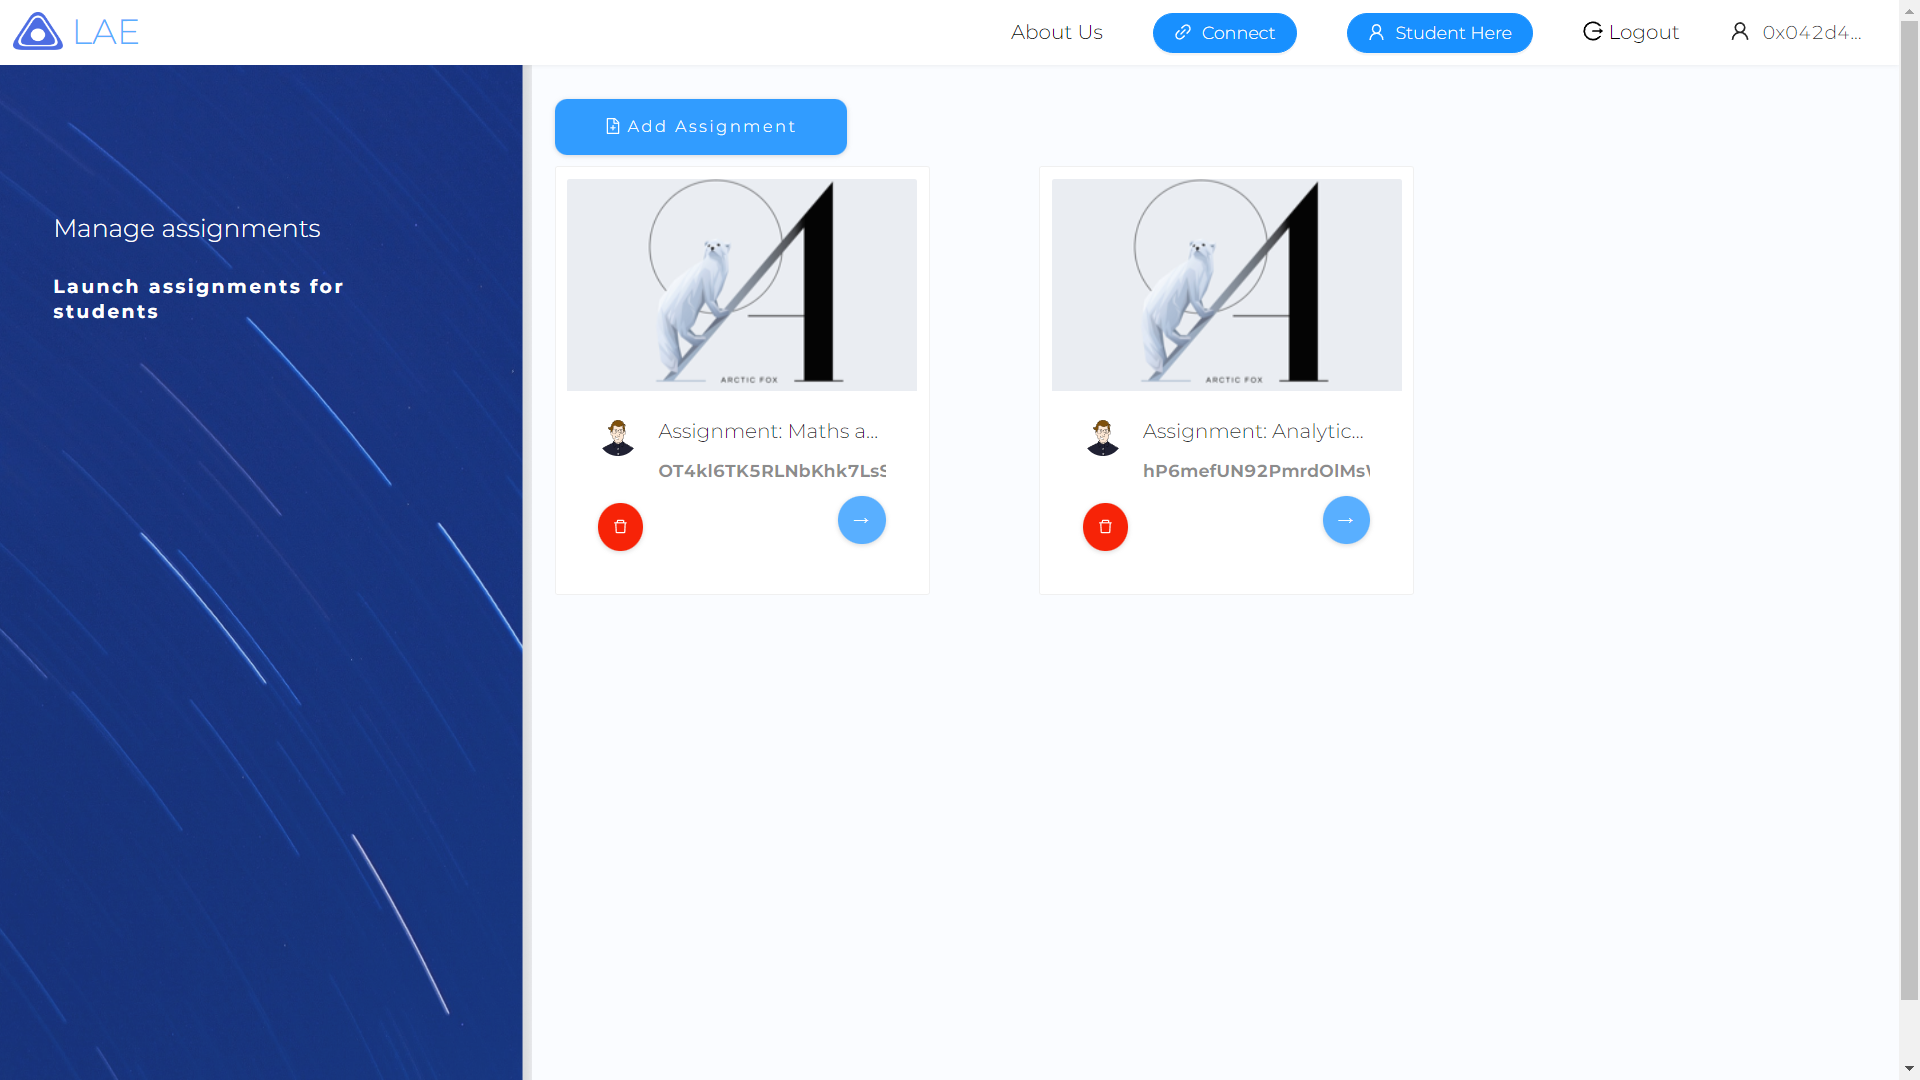 LAE
About Us
Connect
Student Here
Logout
0x042d4...
Manage assignments
Launch assignments for
students
Add Assignment
ARCTIC FOX
Assignment: Maths a...
OT4kl6TK5RLNbKhk7LsS
ARCTIC FOX
Assignment: Analytic...
hP6mefUN92PmrdOlMs